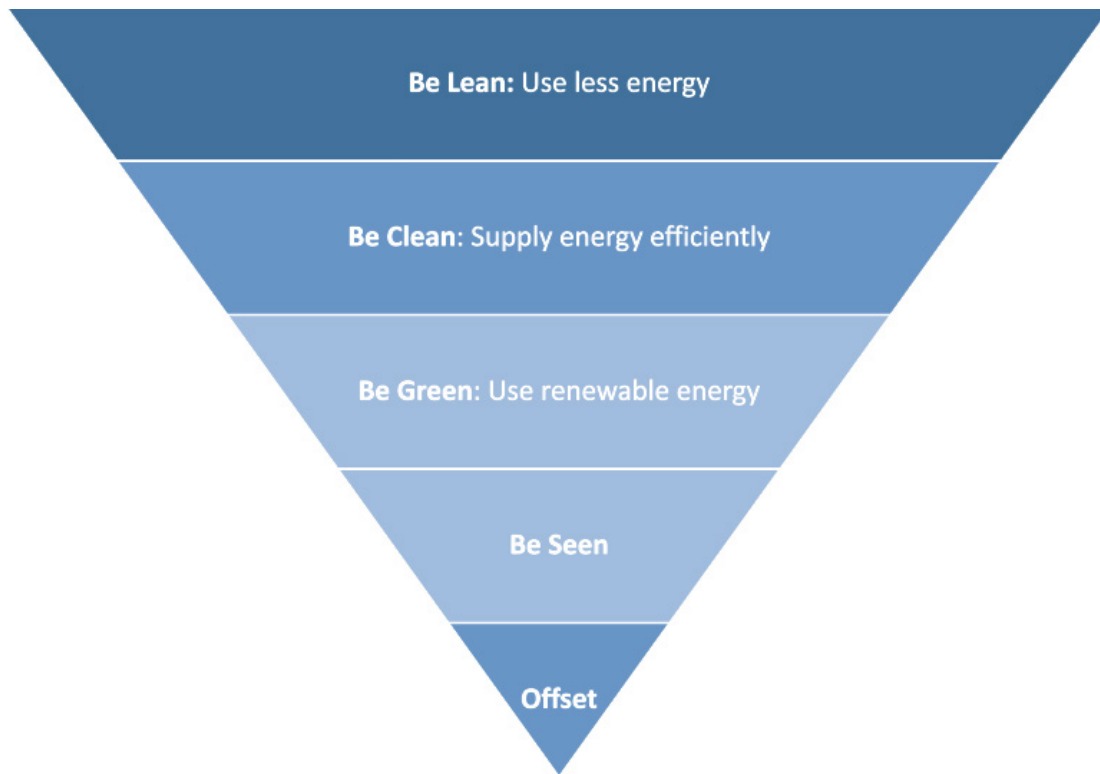 Be Lean: Use less energy
Be Clean: Supply energy efficiently
Be Green: Use renewable energy
Be Seen
Offset